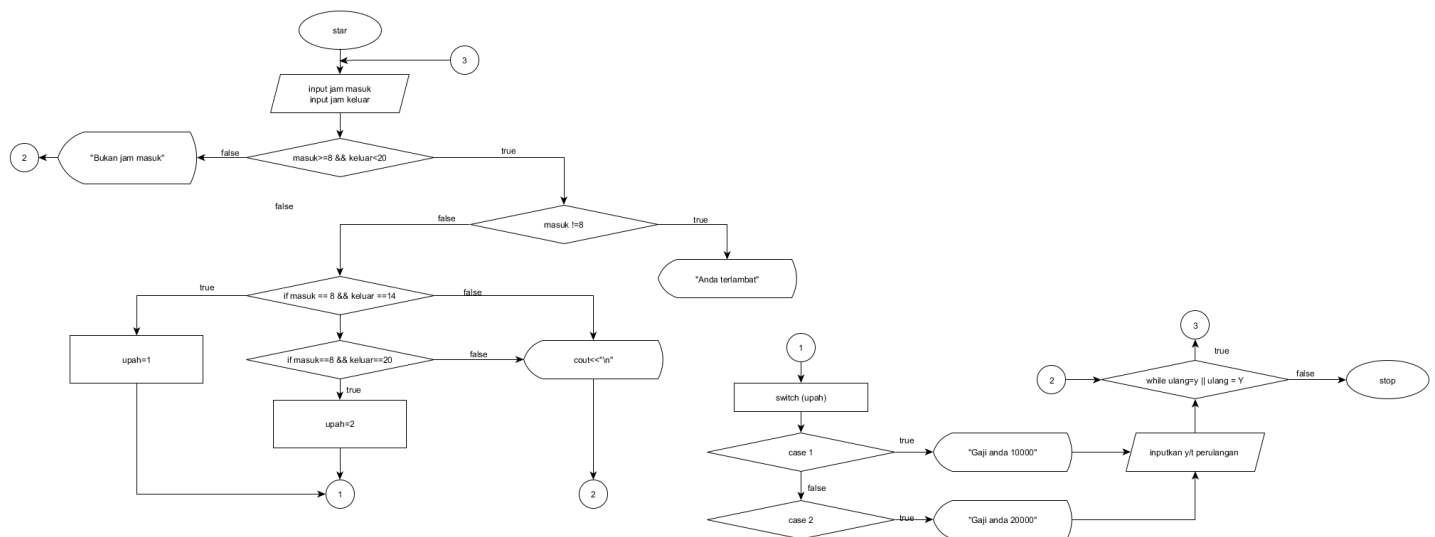 star
3
input jam masuk
input jam keluar
2
"Bukan jam masuk"
false
masuk>=8 && keluar<20
true
false
false
masuk !=8
true
"Anda terlambat"
true
if masuk == 8 && keluar ==14
false
upah=1
if masuk==8 && keluar==20
false
cout<<"\n"
true
upah=2
1
2
1
switch (upah)
case 1
true
"Gaji anda 10000"
false
case 2
true
"Gaji anda 20000"
3
true
2
while ulang=y || ulang = Y
false
stop
inputkan y/t perulangan